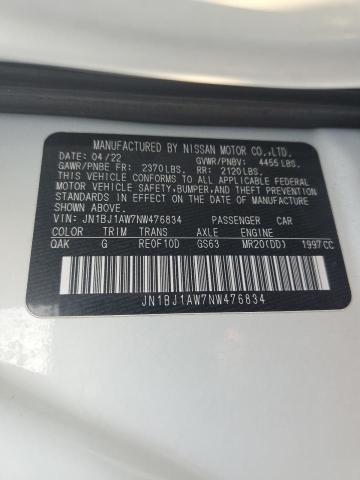 MANUFACTURED BY NISSAN MOTOR CO.,LTD.
DATE: 04/22 GVWR/PNBV: 4455 LBS.
GAWR/PNBE FR: 2370LBS. RR: 2120LBS.
THIS VEHICLE CONFORMS TO ALL APPLICABLE FEDERAL
MOTOR VEHICLE SAFETY,BUMPER,AND THEFT PREVENTION
STANDARDS IN EFFECT ON THE DATE OF MANUFACTURE
SHOWN ABOVE.
VIN: JN1BJ1AW7NW476834 PASSENGER CAR
COLOR TRIM TRANS AXLE ENGINE
QAK G RE0F10D GS63 MR20(DD) 1997CC
JN1BJ1AW7NW476834